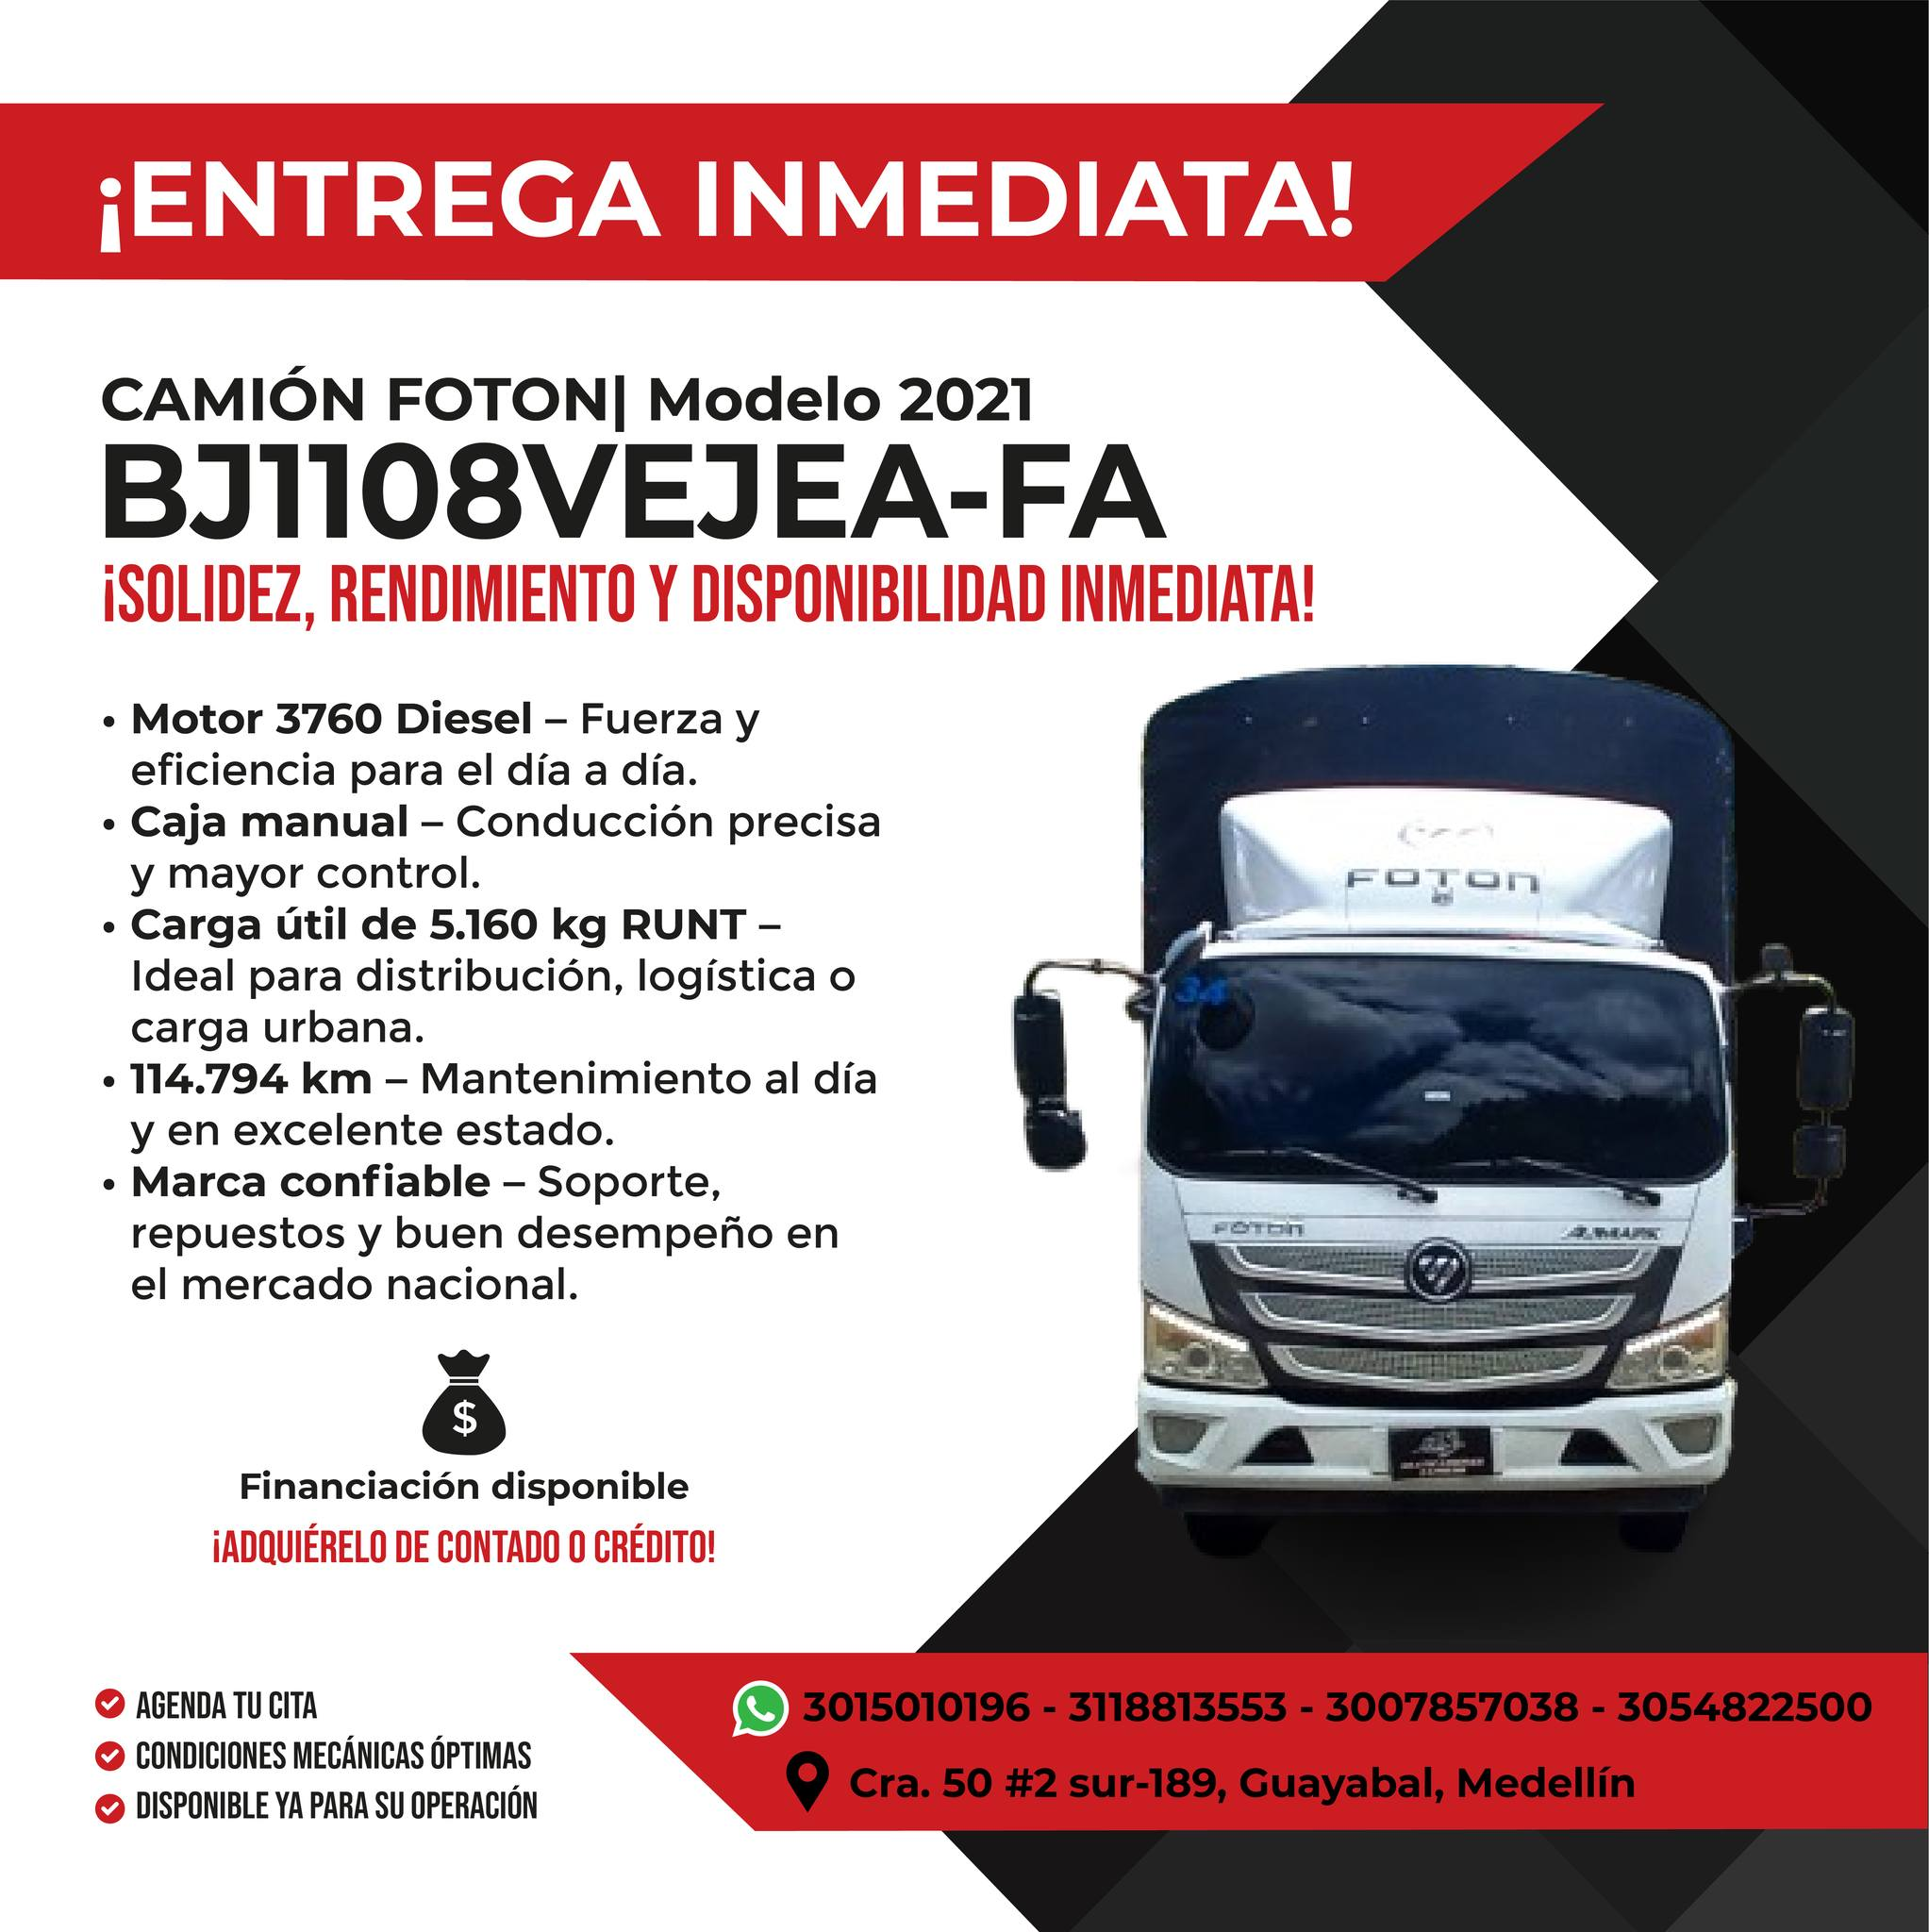 ¡ENTREGA INMEDIATA!
CAMIÓN FOTON| Modelo 2021
BJ1108VEJEA-FA
¡SOLIDEZ, RENDIMIENTO Y DISPONIBILIDAD INMEDIATA!
• Motor 3760 Diesel – Fuerza y
eficiencia para el día a día.
• Caja manual – Conducción precisa
y mayor control.
• Carga útil de 5.160 kg RUNT –
Ideal para distribución, logística o
carga urbana.
• 114.794 km – Mantenimiento al día
y en excelente estado.
• Marca confiable – Soporte,
repuestos y buen desempeño en
el mercado nacional.
FOTON
34
FOTON AUMARK
$
Financiación disponible
¡ADQUIÉRELO DE CONTADO O CRÉDITO!
AGENDA TU CITA
CONDICIONES MECÁNICAS ÓPTIMAS
DISPONIBLE YA PARA SU OPERACIÓN
3015010196 - 3118813553 - 3007857038 - 3054822500
Cra. 50 #2 sur-189, Guayabal, Medellín